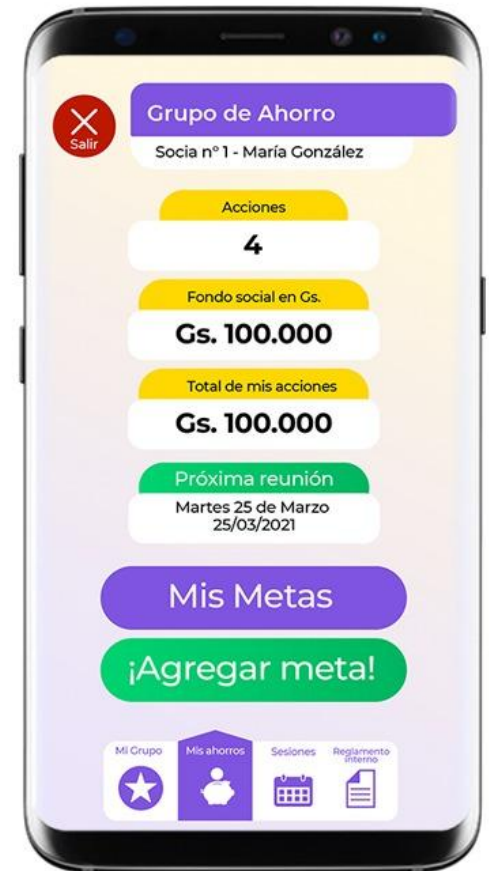 Salir
Grupo de Ahorro
Socia n° 1 - María González
Acciones
4
Fondo social en Gs.
Gs. 100.000
Total de mis acciones
Gs. 100.000
Próxima reunión
Martes 25 de Marzo
25/03/2021
Mis Metas
¡Agregar meta!
Mi Grupo
Mis ahorros
Sesiones
Reglamento
Interno